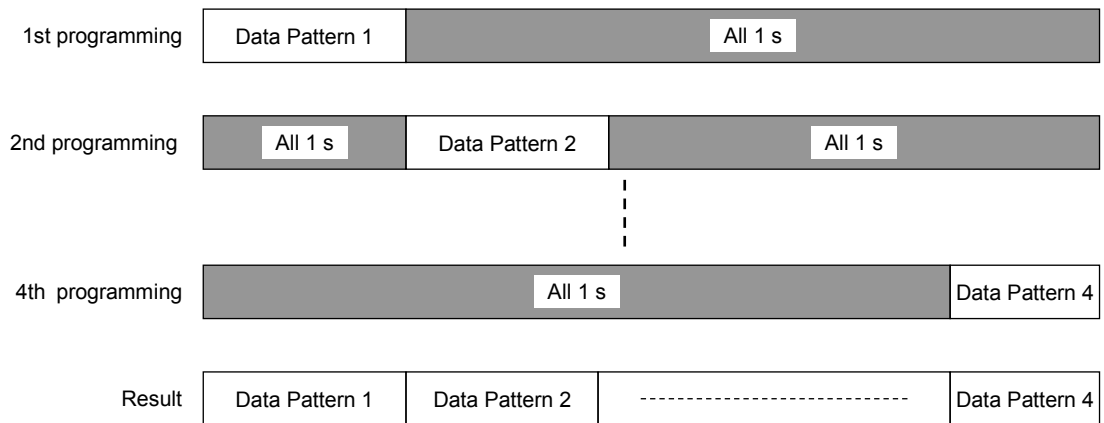 1st programming Data Pattern 1 All 1 s
2nd programming All 1 s Data Pattern 2 All 1 s
4th programming All 1 s Data Pattern 4
Result Data Pattern 1 Data Pattern 2 Data Pattern 4